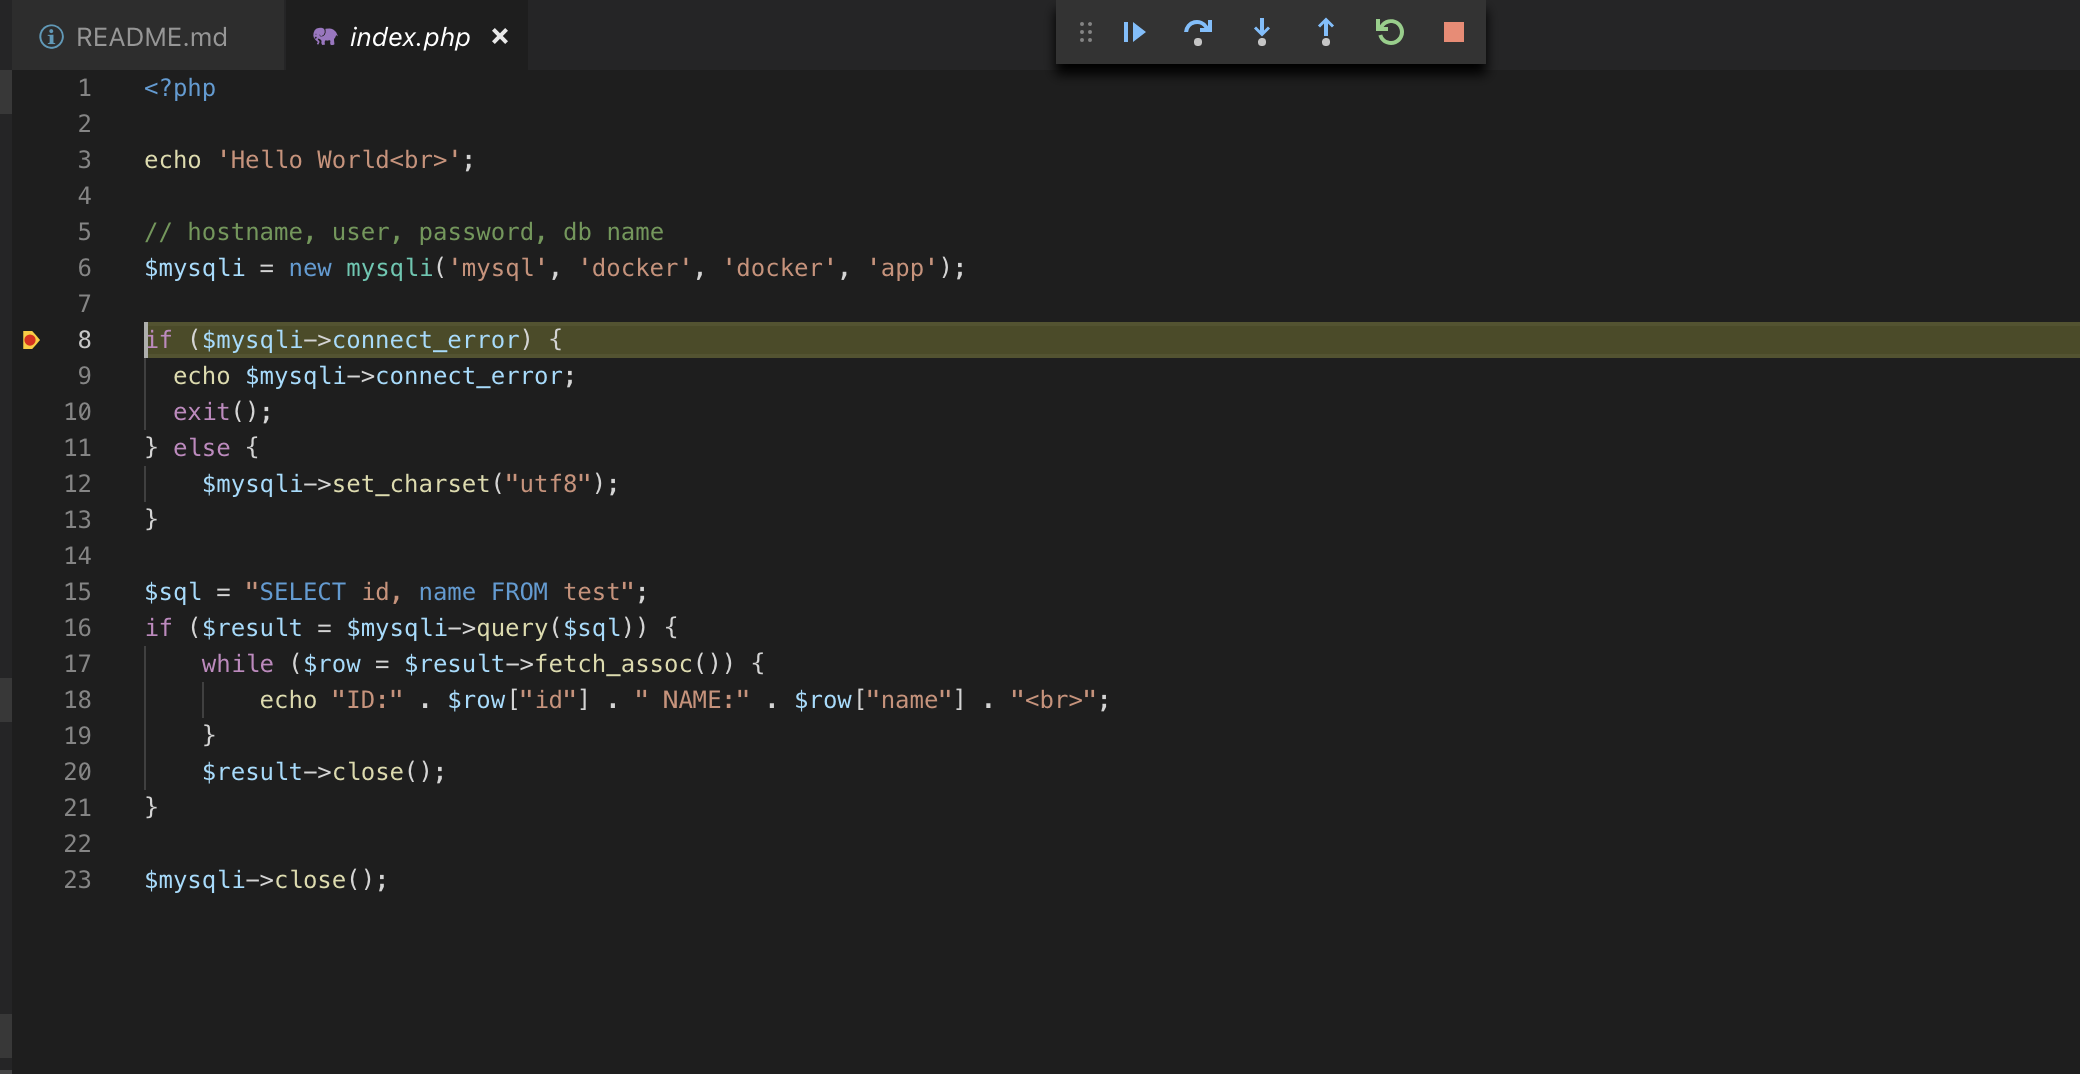 README.md
index.php
1 <?php
2
3 echo 'Hello World<br>';
4
5 // hostname, user, password, db name
6 $mysqli = new mysqli('mysql', 'docker', 'docker', 'app');
7
8 if ($mysqli->connect_error) {
9   echo $mysqli->connect_error;
10   exit();
11 } else {
12     $mysqli->set_charset("utf8");
13 }
14
15 $sql = "SELECT id, name FROM test";
16 if ($result = $mysqli->query($sql)) {
17     while ($row = $result->fetch_assoc()) {
18         echo "ID:" . $row["id"] . " NAME:" . $row["name"] . "<br>";
19     }
20     $result->close();
21 }
22
23 $mysqli->close();